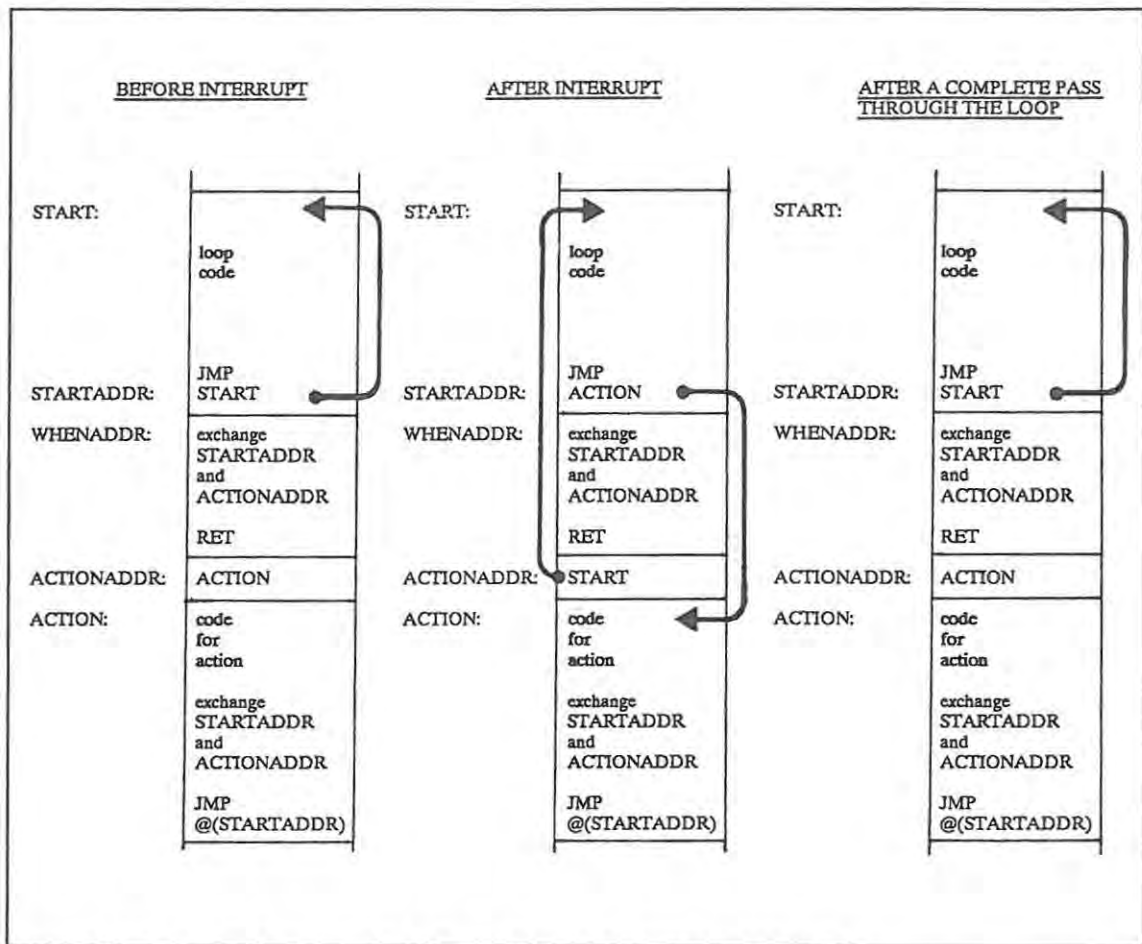 BEFORE INTERRUPT
START:
loop
code
JMP
STARTADDR: START
WHENADDR: exchange
STARTADDR
and
ACTIONADDR
RET
ACTIONADDR: ACTION
ACTION: code
for
action
exchange
STARTADDR
and
ACTIONADDR
JMP
@(STARTADDR)
AFTER INTERRUPT
START:
loop
code
JMP
STARTADDR: ACTION
WHENADDR: exchange
STARTADDR
and
ACTIONADDR
RET
ACTIONADDR: START
ACTION: code
for
action
exchange
STARTADDR
and
ACTIONADDR
JMP
@(STARTADDR)
AFTER A COMPLETE PASS
THROUGH THE LOOP
START:
loop
code
JMP
STARTADDR: START
WHENADDR: exchange
STARTADDR
and
ACTIONADDR
RET
ACTIONADDR: ACTION
ACTION: code
for
action
exchange
STARTADDR
and
ACTIONADDR
JMP
@(STARTADDR)